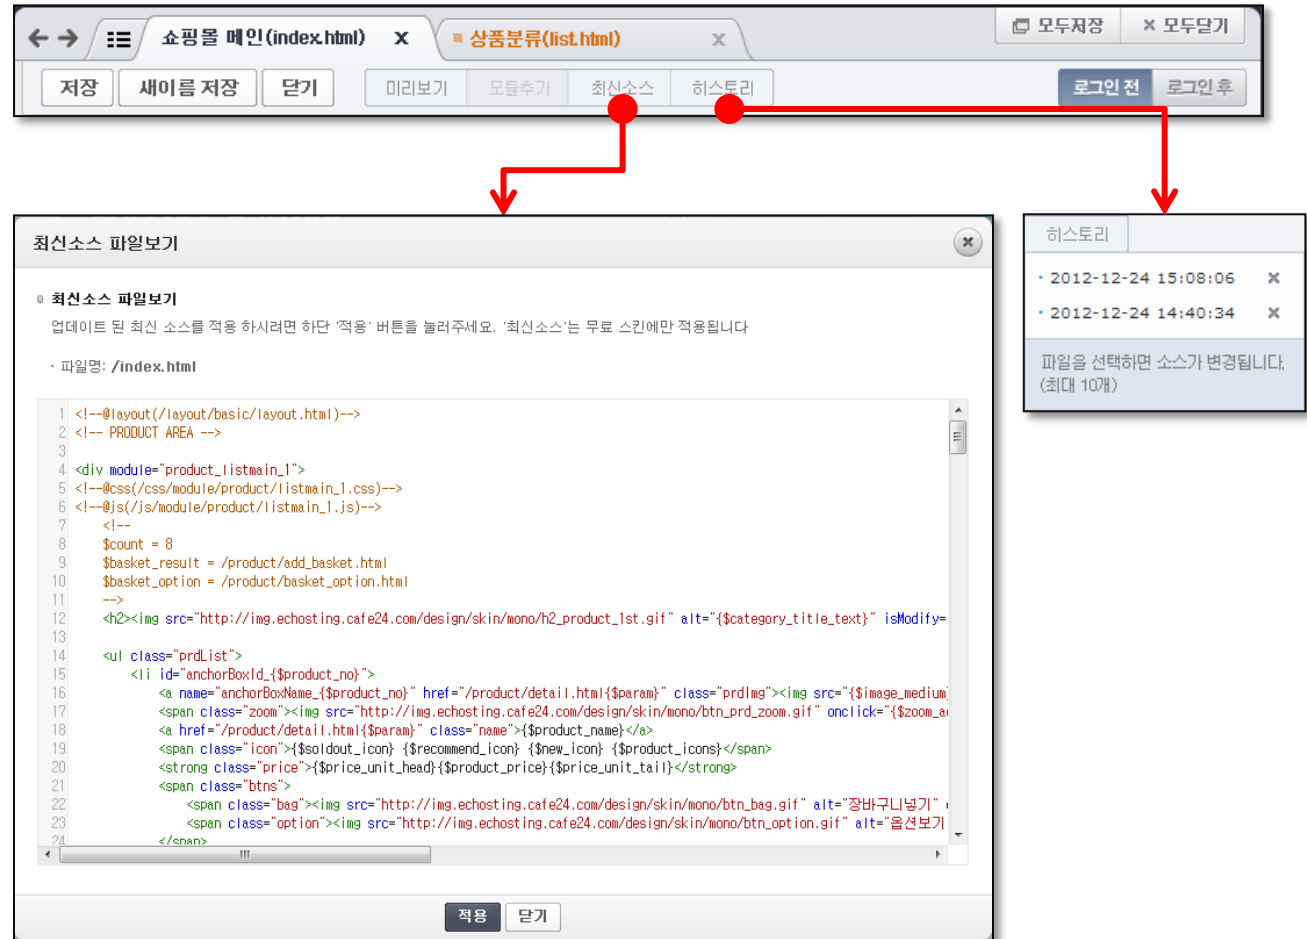 쇼핑몰 메인(index.html) x
상품분류(list.html) x
모두저장 × 모두닫기
저장 새이름 저장 닫기 미리보기 모듈추가 최신소스 히스토리 로그인 전 로그인 후
최신소스 파일보기
최신소스 파일보기
업데이트 된 최신 소스를 적용 하시려면 하단 '적용' 버튼을 눌러주세요. '최신소스'는 무료 스킨에만 적용됩니다
· 파일명: /index.html
1 <!--@layout(/layout/basic/layout.html)-->
2 <!-- PRODUCT AREA -->
3
4 <div module="product_listmain_1">
5 <!--@css(/css/module/product/listmain_1.css)-->
6 <!--@js(/js/module/product/listmain_1.js)-->
7 <!--
8 $count = 8
9 $basket_result = /product/add_basket.html
10 $basket_option = /product/basket_option.html
11 -->
12 <h2><img src="http://img.echosting.cafe24.com/design/skin/mono/h2_product_1st.gif" alt="{$category_title_text}" isModify=
13
14 <ul class="prdList">
15 <li id="anchorBoxId_{$product_no}">
16 <a name="anchorBoxName_{$product_no}" href="/product/detail.html{$param}" class="prdImg"><img src="{$image_medium
17 <span class="zoom"><img src="http://img.echosting.cafe24.com/design/skin/mono/btn_prd_zoom.gif" onclick="{$zoom_a
18 <a href="/product/detail.html{$param}" class="name">{$product_name}</a>
19 <span class="icon">{$soldout_icon} {$recommend_icon} {$new_icon} {$product_icons}</span>
20 <strong class="price">{$price_unit_head}{$product_price}{$price_unit_tail}</strong>
21 <span class="btns">
22 <span class="bag"><img src="http://img.echosting.cafe24.com/design/skin/mono/btn_bag.gif" alt="장바구니넣기"
23 <span class="option"><img src="http://img.echosting.cafe24.com/design/skin/mono/btn_option.gif" alt="옵션보기
24 </span>
적용 닫기
히스토리
· 2012-12-24 15:08:06 ×
· 2012-12-24 14:40:34 ×
파일을 선택하면 소스가 변경됩니다.
(최대 10개)